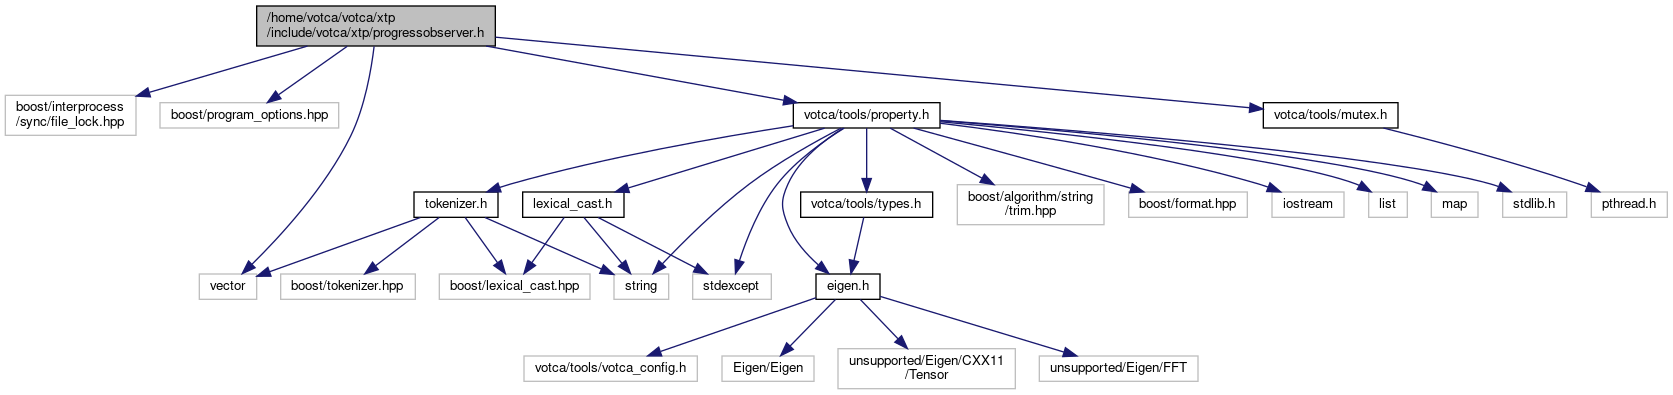 /home/votca/votca/xtp
/include/votca/xtp/progressobserver.h
boost/interprocess
/sync/file_lock.hpp
boost/program_options.hpp
votca/tools/property.h
votca/tools/mutex.h
tokenizer.h
lexical_cast.h
votca/tools/types.h
boost/algorithm/string
/trim.hpp
boost/format.hpp
iostream
list
map
stdlib.h
pthread.h
vector
boost/tokenizer.hpp
boost/lexical_cast.hpp
string
stdexcept
eigen.h
votca/tools/votca_config.h
Eigen/Eigen
unsupported/Eigen/CXX11
/Tensor
unsupported/Eigen/FFT